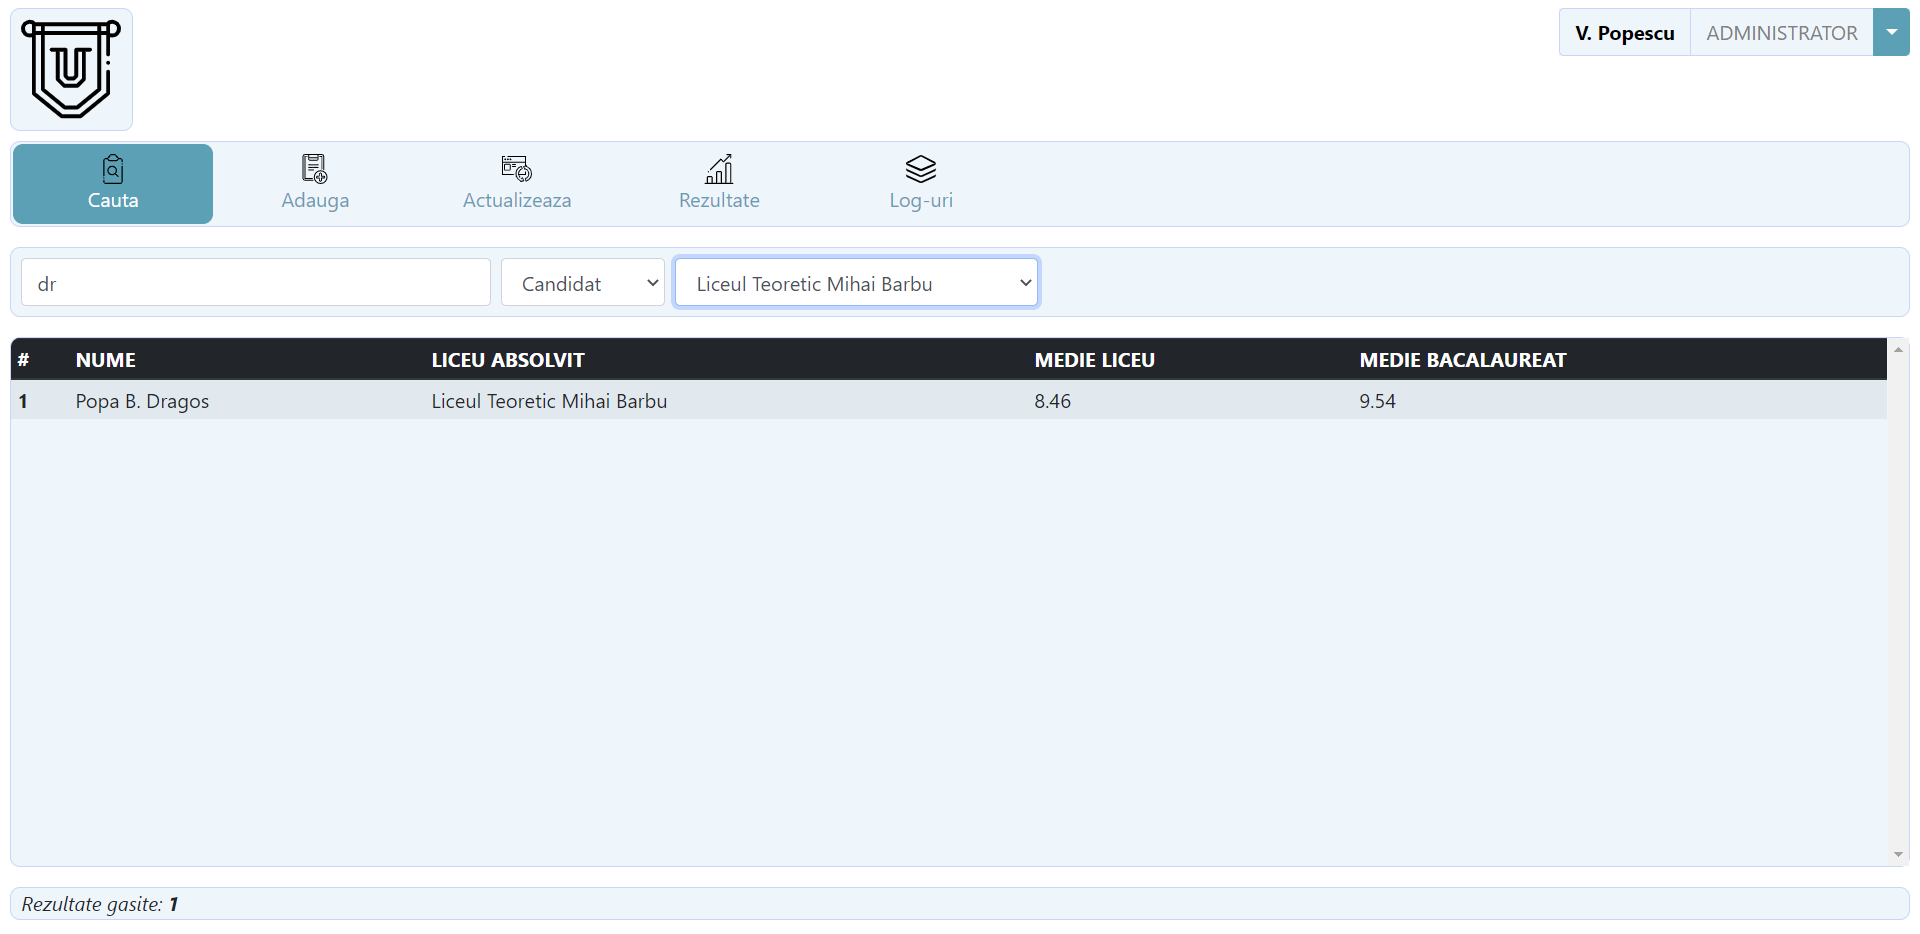 U
V. Popescu ADMINISTRATOR
Cauta Adauga Actualizeaza Rezultate Log-uri
dr Candidat Liceul Teoretic Mihai Barbu
# NUME LICEU ABSOLVIT MEDIE LICEU MEDIE BACALAUREAT
1 Popa B. Dragos Liceul Teoretic Mihai Barbu 8.46 9.54
Rezultate gasite: 1